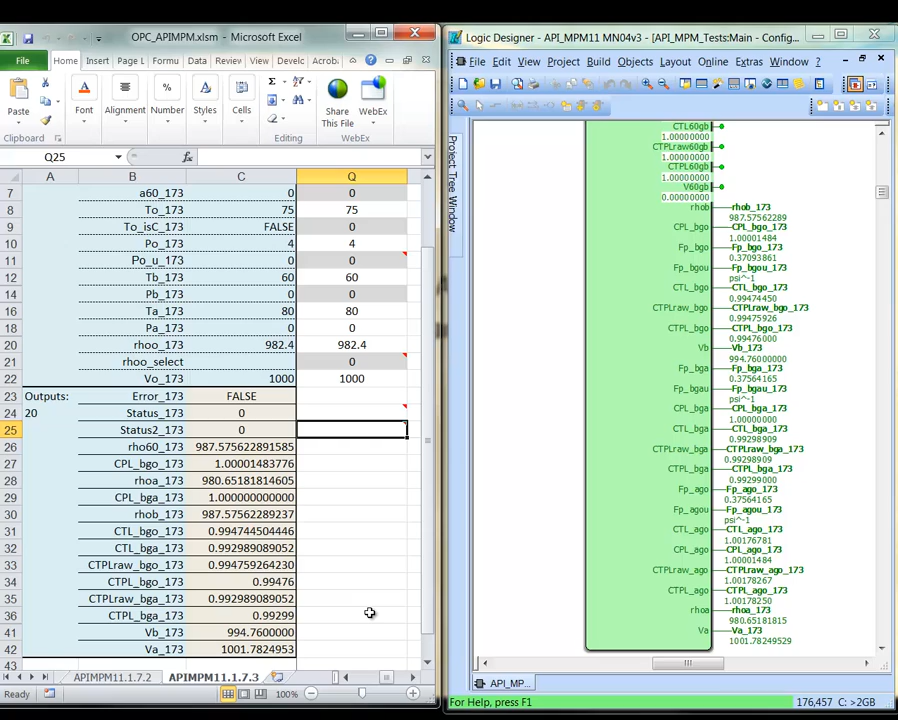 OPC_APIMPM.xlsm - Microsoft Excel
File Home Insert Page L Formu Data Review View Develc Acrob
Paste Font Alignment Number Styles Cells Share This File WebEx
Clipboard Editing WebEx
Q25 fx
A B C Q
7 a60_173 0 0
8 To_173 75 75
9 To_isC_173 FALSE 0
10 Po_173 4 4
11 Po_u_173 0 0
12 Tb_173 60 60
14 Pb_173 0 0
16 Ta_173 80 80
18 Pa_173 0 0
20 rhoo_173 982.4 982.4
21 rhoo_select 0
22 Vo_173 1000 1000
23 Outputs: Error_173 FALSE
24 20 Status_173 0
25 Status2_173 0
26 rho60_173 987.575622891585
27 CPL_bgo_173 1.00001483776
28 rhoa_173 980.65181814605
29 CPL_bga_173 1.000000000000
30 rhob_173 987.57562289237
31 CTL_bgo_173 0.994744504446
32 CTL_bga_173 0.992989089052
33 CTPLraw_bgo_173 0.994759264230
34 CTPL_bgo_173 0.99476
35 CTPLraw_bga_173 0.992989089052
36 CTPL_bga_173 0.99299
41 Vb_173 994.7600000
42 Va_173 1001.7824953
43
APIMPM11.1.7.2 APIMPM11.1.7.3
Ready 100%
Logic Designer - API_MPM11 MN04v3 - [API_MPM_Tests:Main - Config...
File Edit View Project Build Objects Layout Online Extras Window ?
Project Tree Window
CTL60gb
1.00000000
CTPLraw60gb
1.00000000
CTPL60gb
1.00000000
V60gb
0.00000000
rhob rhob_173
987.57562289
CPL_bgo CPL_bgo_173
1.00001484
Fp_bgo Fp_bgo_173
0.37093861
Fp_bgou Fp_bgou_173
psi^-1
CTL_bgo CTL_bgo_173
0.99474450
CTPLraw_bgo CTPLraw_bgo_173
0.99475926
CTPL_bgo CTPL_bgo_173
0.99476000
Vb Vb_173
994.76000000
Fp_bga Fp_bga_173
0.37564165
Fp_bgau Fp_bgau_173
psi^-1
CPL_bga CPL_bga_173
1.00000000
CTL_bga CTL_bga_173
0.99298909
CTPLraw_bga CTPLraw_bga_173
0.99298909
CTPL_bga CTPL_bga_173
0.99299000
Fp_ago Fp_ago_173
0.37564165
Fp_agou Fp_agou_173
psi^-1
CTL_ago CTL_ago_173
1.00176781
CPL_ago CPL_ago_173
1.00001484
CTPLraw_ago CTPLraw_ago_173
1.00178267
CTPL_ago CTPL_ago_173
1.00178250
rhoa rhoa_173
980.65181815
Va Va_173
1001.78249529
API_MP...
For Help, press F1 176,457 C: >2GB